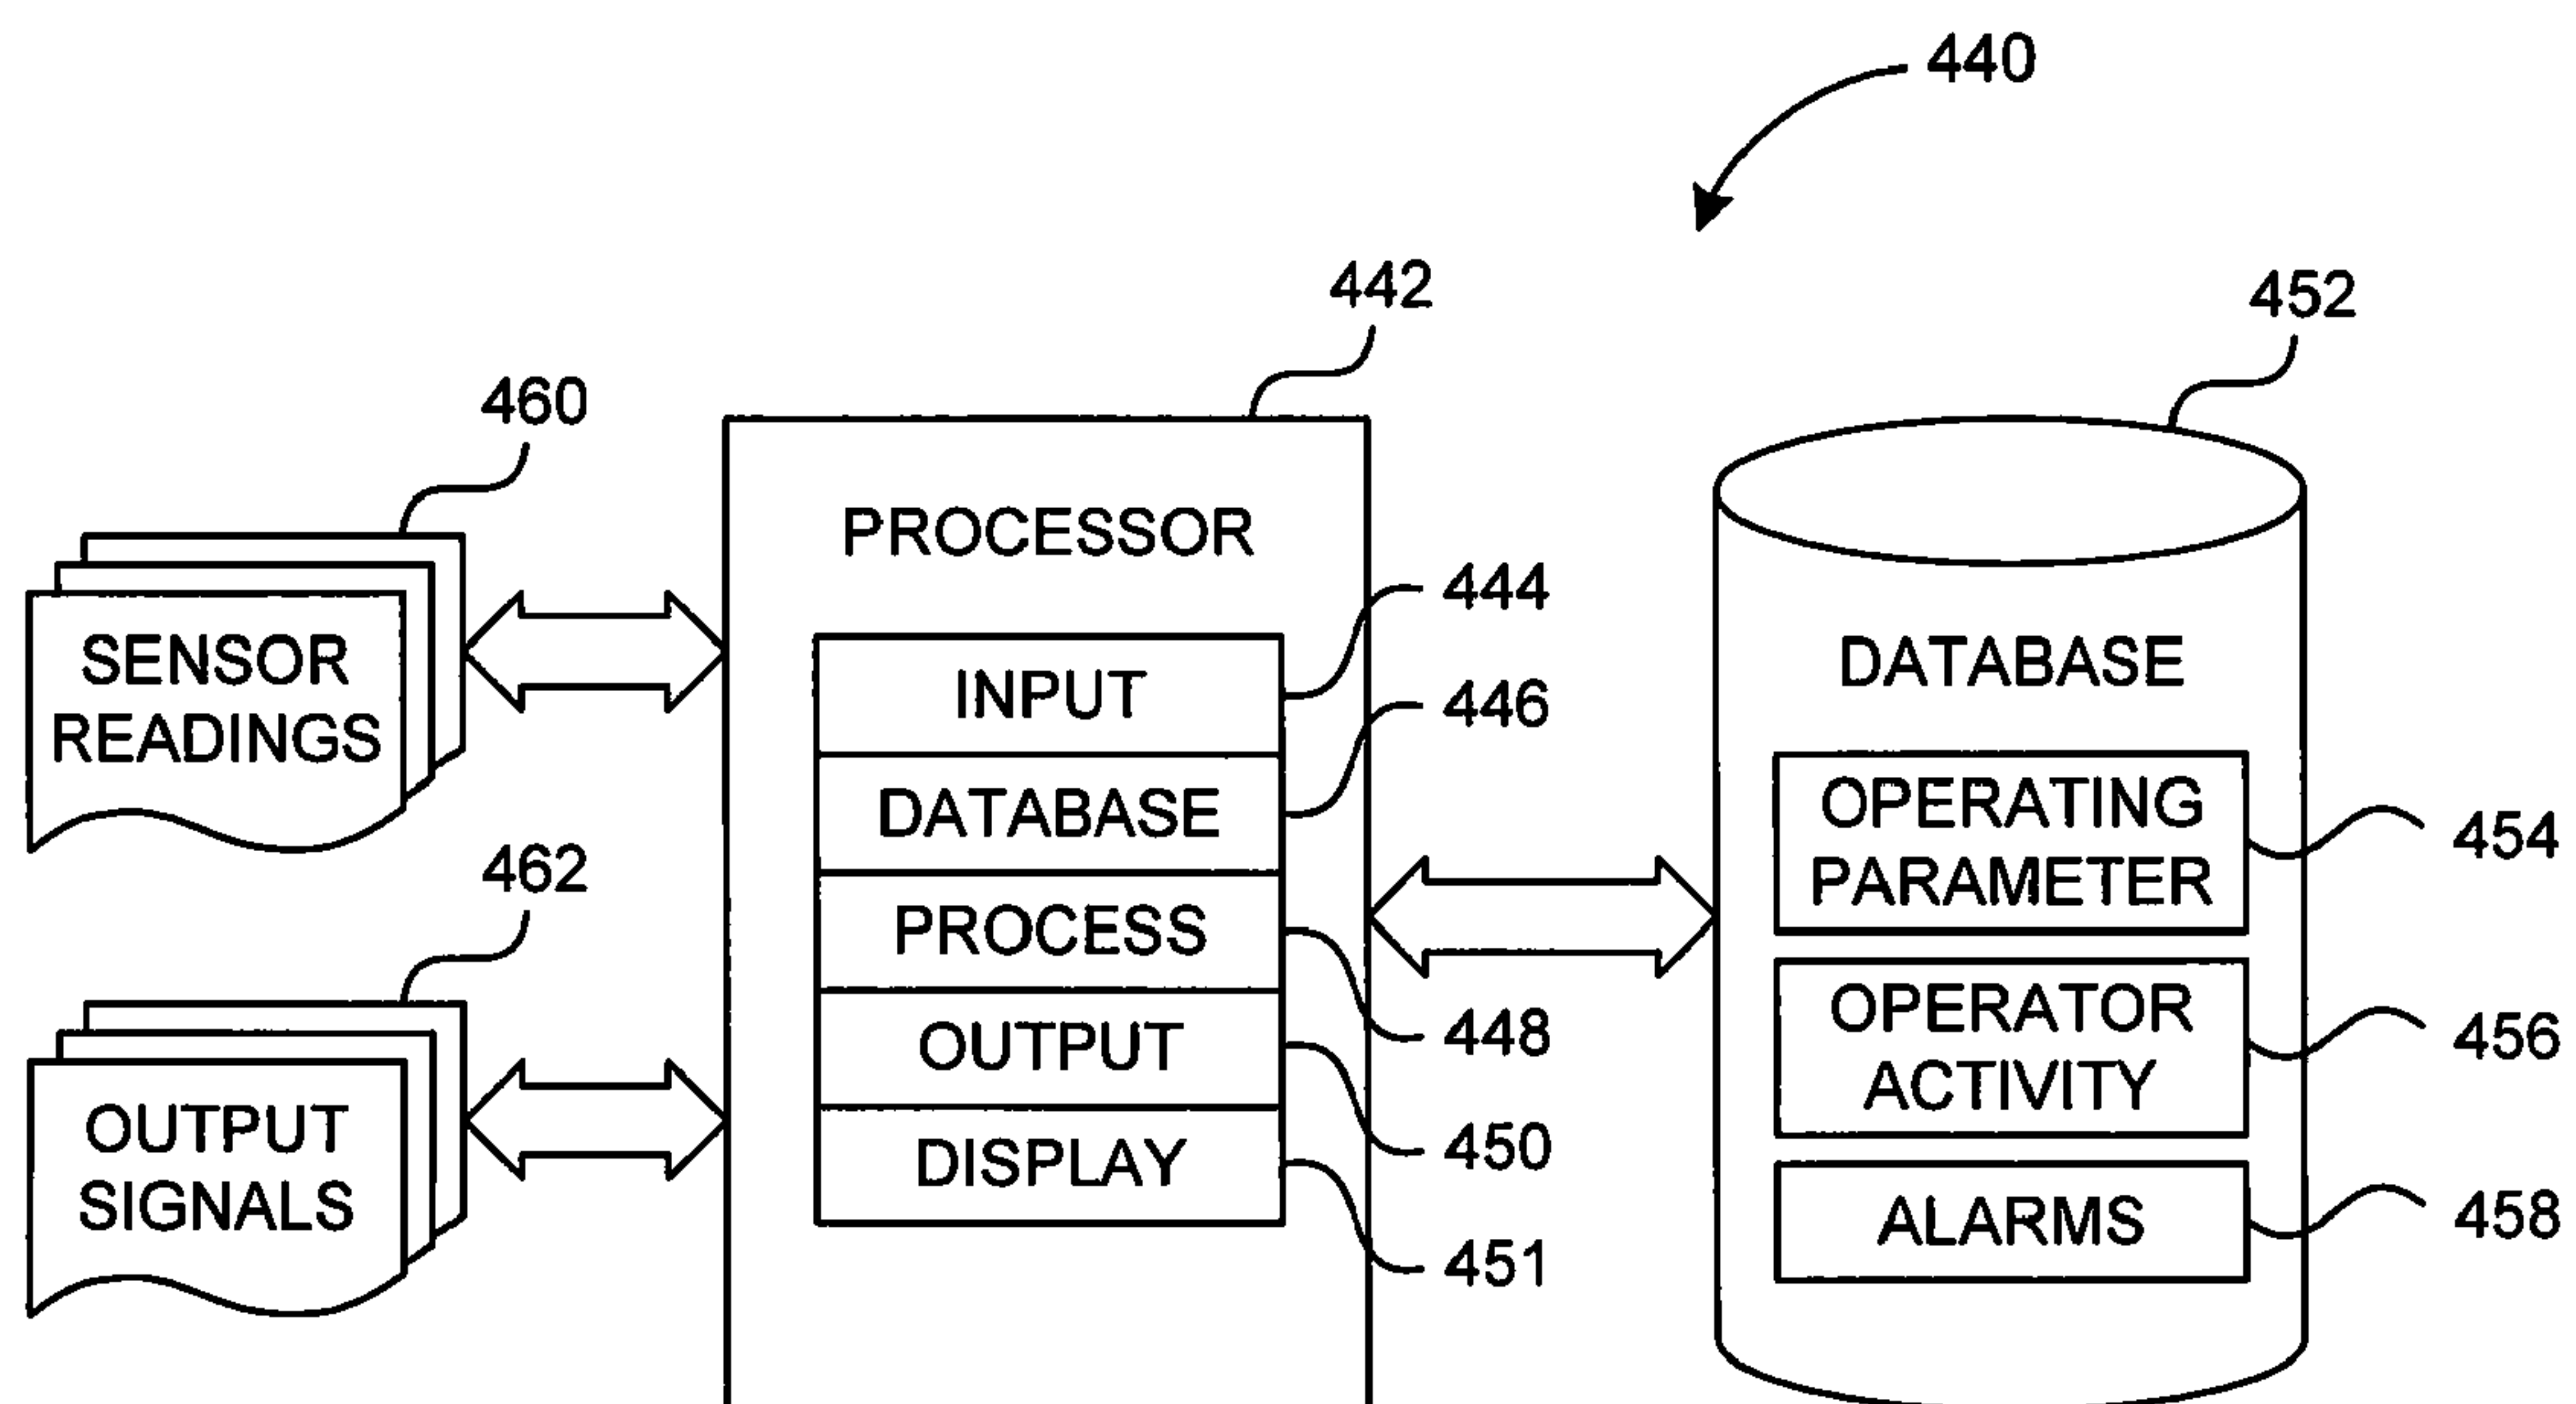 440
442
452
460
PROCESSOR
444
SENSOR
READINGS
INPUT
446
DATABASE
DATABASE
OPERATING
PARAMETER
454
462
PROCESS
448
OPERATOR
ACTIVITY
456
OUTPUT
SIGNALS
OUTPUT
450
DISPLAY
451
ALARMS
458